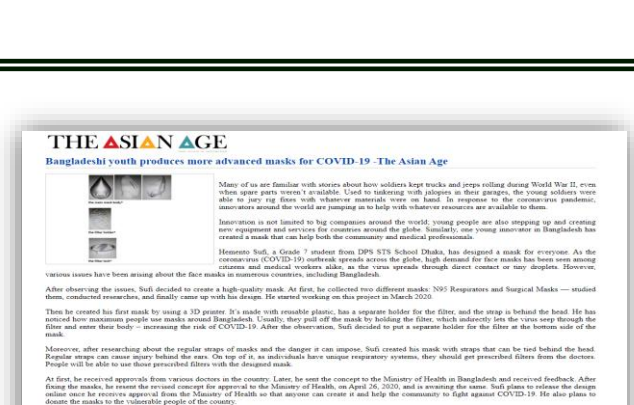 THE ASIAN AGE
Bangladeshi youth produces more advanced masks for COVID-19 -The Asian Age
Many of us are familiar with stories about how soldiers kept trucks and jeeps rolling during World War II, even
when spare parts weren't available. Used to tinkering with jalopies in their garages, the young soldiers were
able to jury rig fixes with whatever materials were on hand. In response to the coronavirus pandemic,
innovators around the world are jumping in to help with whatever resources are available to them.
Innovation is not limited to big companies around the world; young people are also stepping up and creating
new equipment and services for countries around the globe. Similarly, one young innovator in Bangladesh has
created a mask that can help both the community and medical professionals.
Hemento Sufi, a Grade 7 student from DPS STS School Dhaka, has designed a mask for everyone. As the
coronavirus (COVID-19) outbreak spreads across the globe, high demand for face masks has been seen among
citizens and medical workers alike, as the virus spreads through direct contact or tiny droplets. However,
various issues have been arising about the face masks in numerous countries, including Bangladesh.
After observing the issues, Sufi decided to create a high-quality mask. At first, he collected two different masks: N95 Respirators and Surgical Masks — studied
them, conducted researches, and finally came up with his design. He started working on this project in March 2020.
Then he created his first mask by using a 3D printer. It's made with reusable plastic, has a separate holder for the filter, and the strap is behind the head. He has
noticed how maximum people use masks around Bangladesh. Usually, they pull off the mask by holding the filter, which indirectly lets the virus seep through the
filter and enter their body – increasing the risk of COVID-19. After the observation, Sufi decided to put a separate holder for the filter at the bottom side of the
mask.
Moreover, after researching about the regular straps of masks and the danger it can impose, Sufi created his mask with straps that can be tied behind the head.
Regular straps can cause injury behind the ears. On top of it, as individuals have unique respiratory systems, they should get prescribed filters from the doctors.
People will be able to use those prescribed filters with the designed mask.
At first, he received approvals from various doctors in the country. Later, he sent the concept to the Ministry of Health in Bangladesh and received feedback. After
fixing the masks, he resent the revised concept for approval to the Ministry of Health, on April 26, 2020, and is awaiting the same. Sufi plans to release the design
online once he receives approval from the Ministry of Health so that anyone can create it and help the community to fight against COVID-19. He also plans to
donate the masks to the vulnerable people of the country.